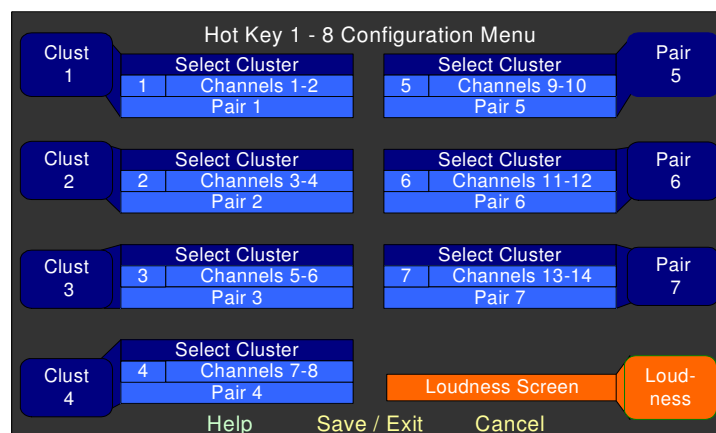 Hot Key 1 - 8 Configuration Menu
Clust
1
Select Cluster
1 Channels 1-2
Pair 1
Select Cluster
5 Channels 9-10
Pair 5
Pair
5
Clust
2
Select Cluster
2 Channels 3-4
Pair 2
Select Cluster
6 Channels 11-12
Pair 6
Pair
6
Clust
3
Select Cluster
3 Channels 5-6
Pair 3
Select Cluster
7 Channels 13-14
Pair 7
Pair
7
Clust
4
Select Cluster
4 Channels 7-8
Pair 4
Loudness Screen
Loud-
ness
Help Save / Exit Cancel